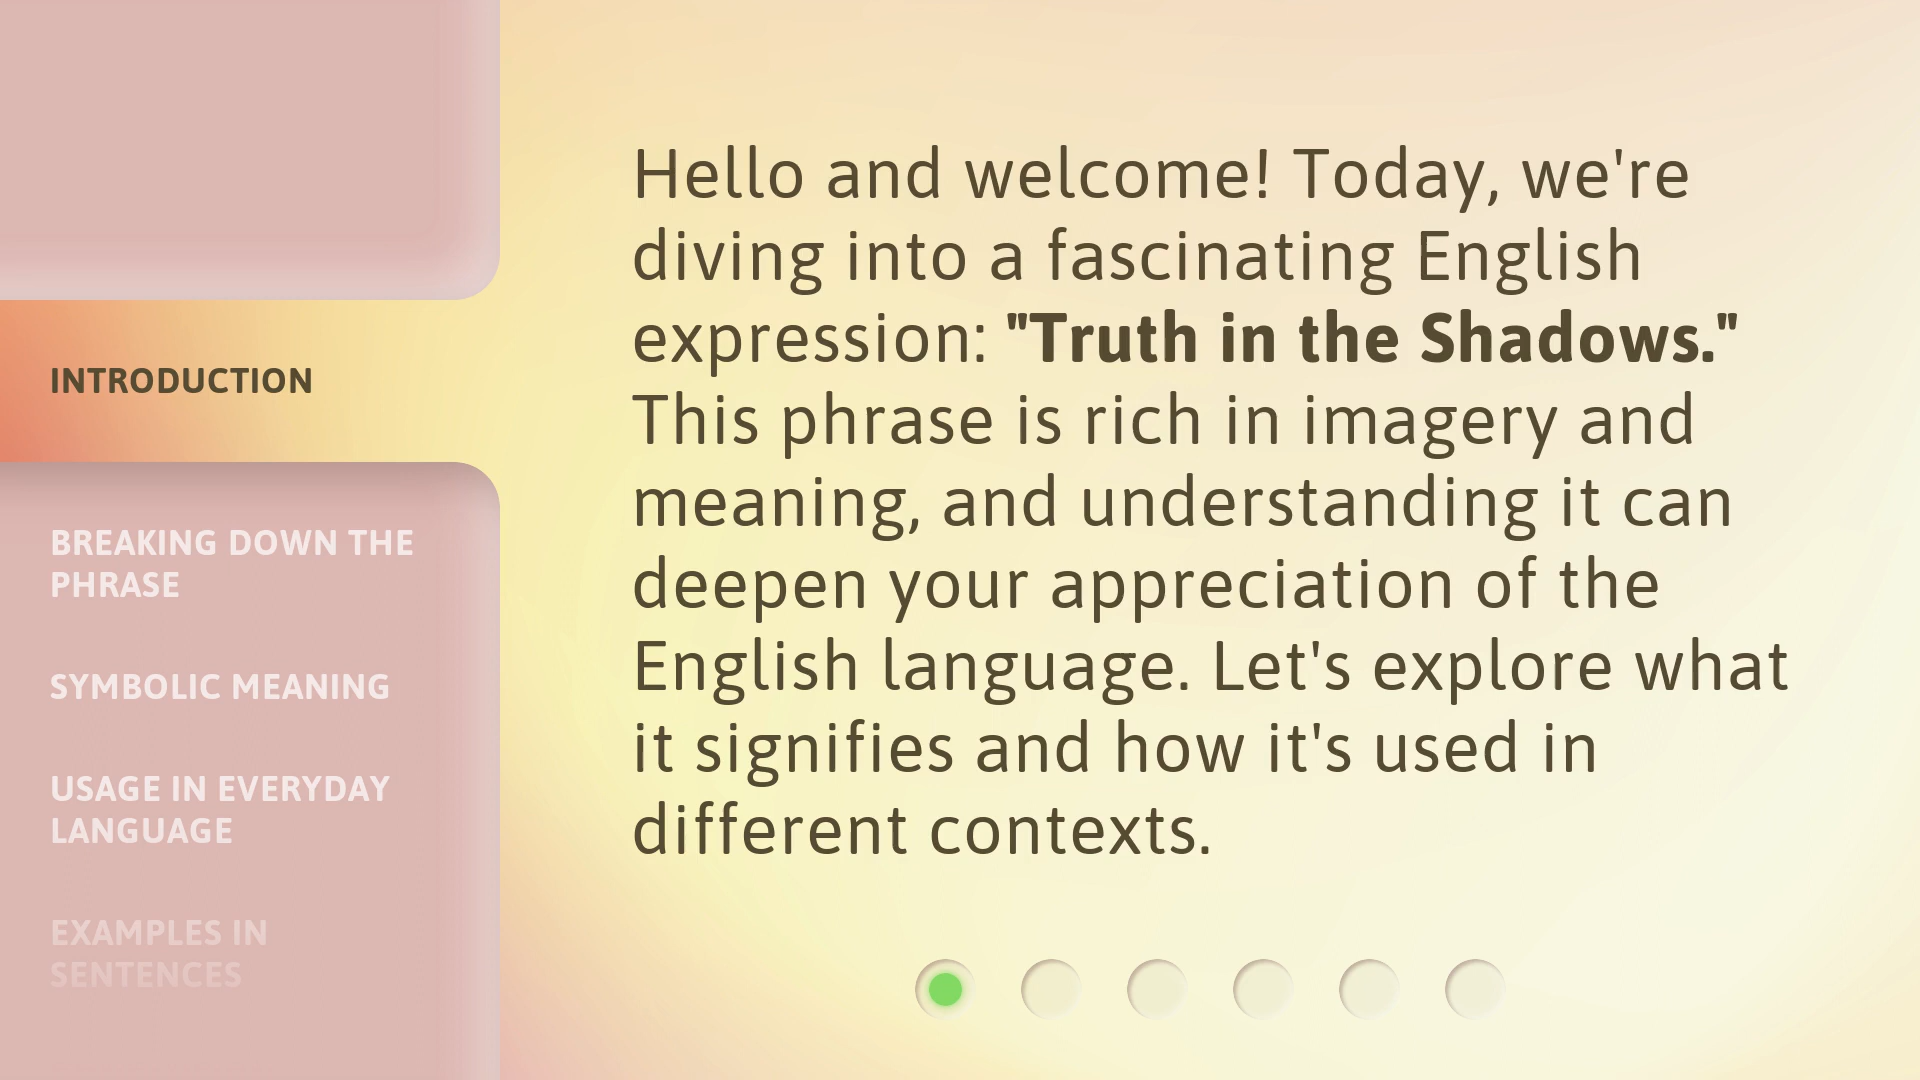 INTRODUCTION
BREAKING DOWN THE
PHRASE
SYMBOLIC MEANING
USAGE IN EVERYDAY
LANGUAGE
EXAMPLES IN
SENTENCES
Hello and welcome! Today, we're
diving into a fascinating English
expression: "Truth in the Shadows."
This phrase is rich in imagery and
meaning, and understanding it can
deepen your appreciation of the
English language. Let's explore what
it signifies and how it's used in
different contexts.